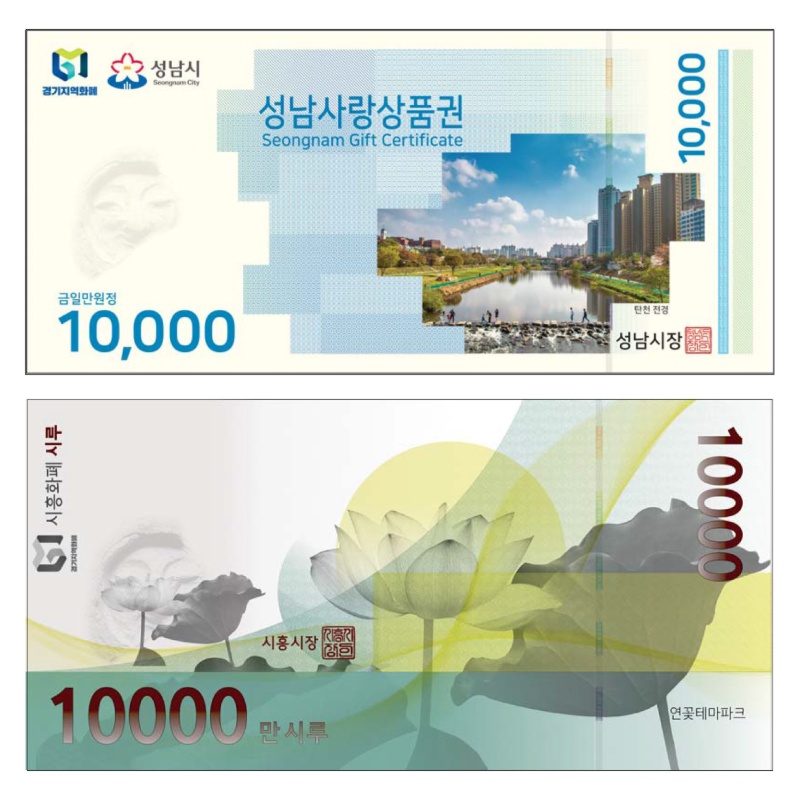 경기지역화폐
성남시
Seongnam City
성남사랑상품권
Seongnam Gift Certificate
10,000
금일만원정
10,000
탄천 전경
성남시장
시흥화폐 시루
경기지역화폐
10000
시흥시장
10000 만시루
연꽃테마파크